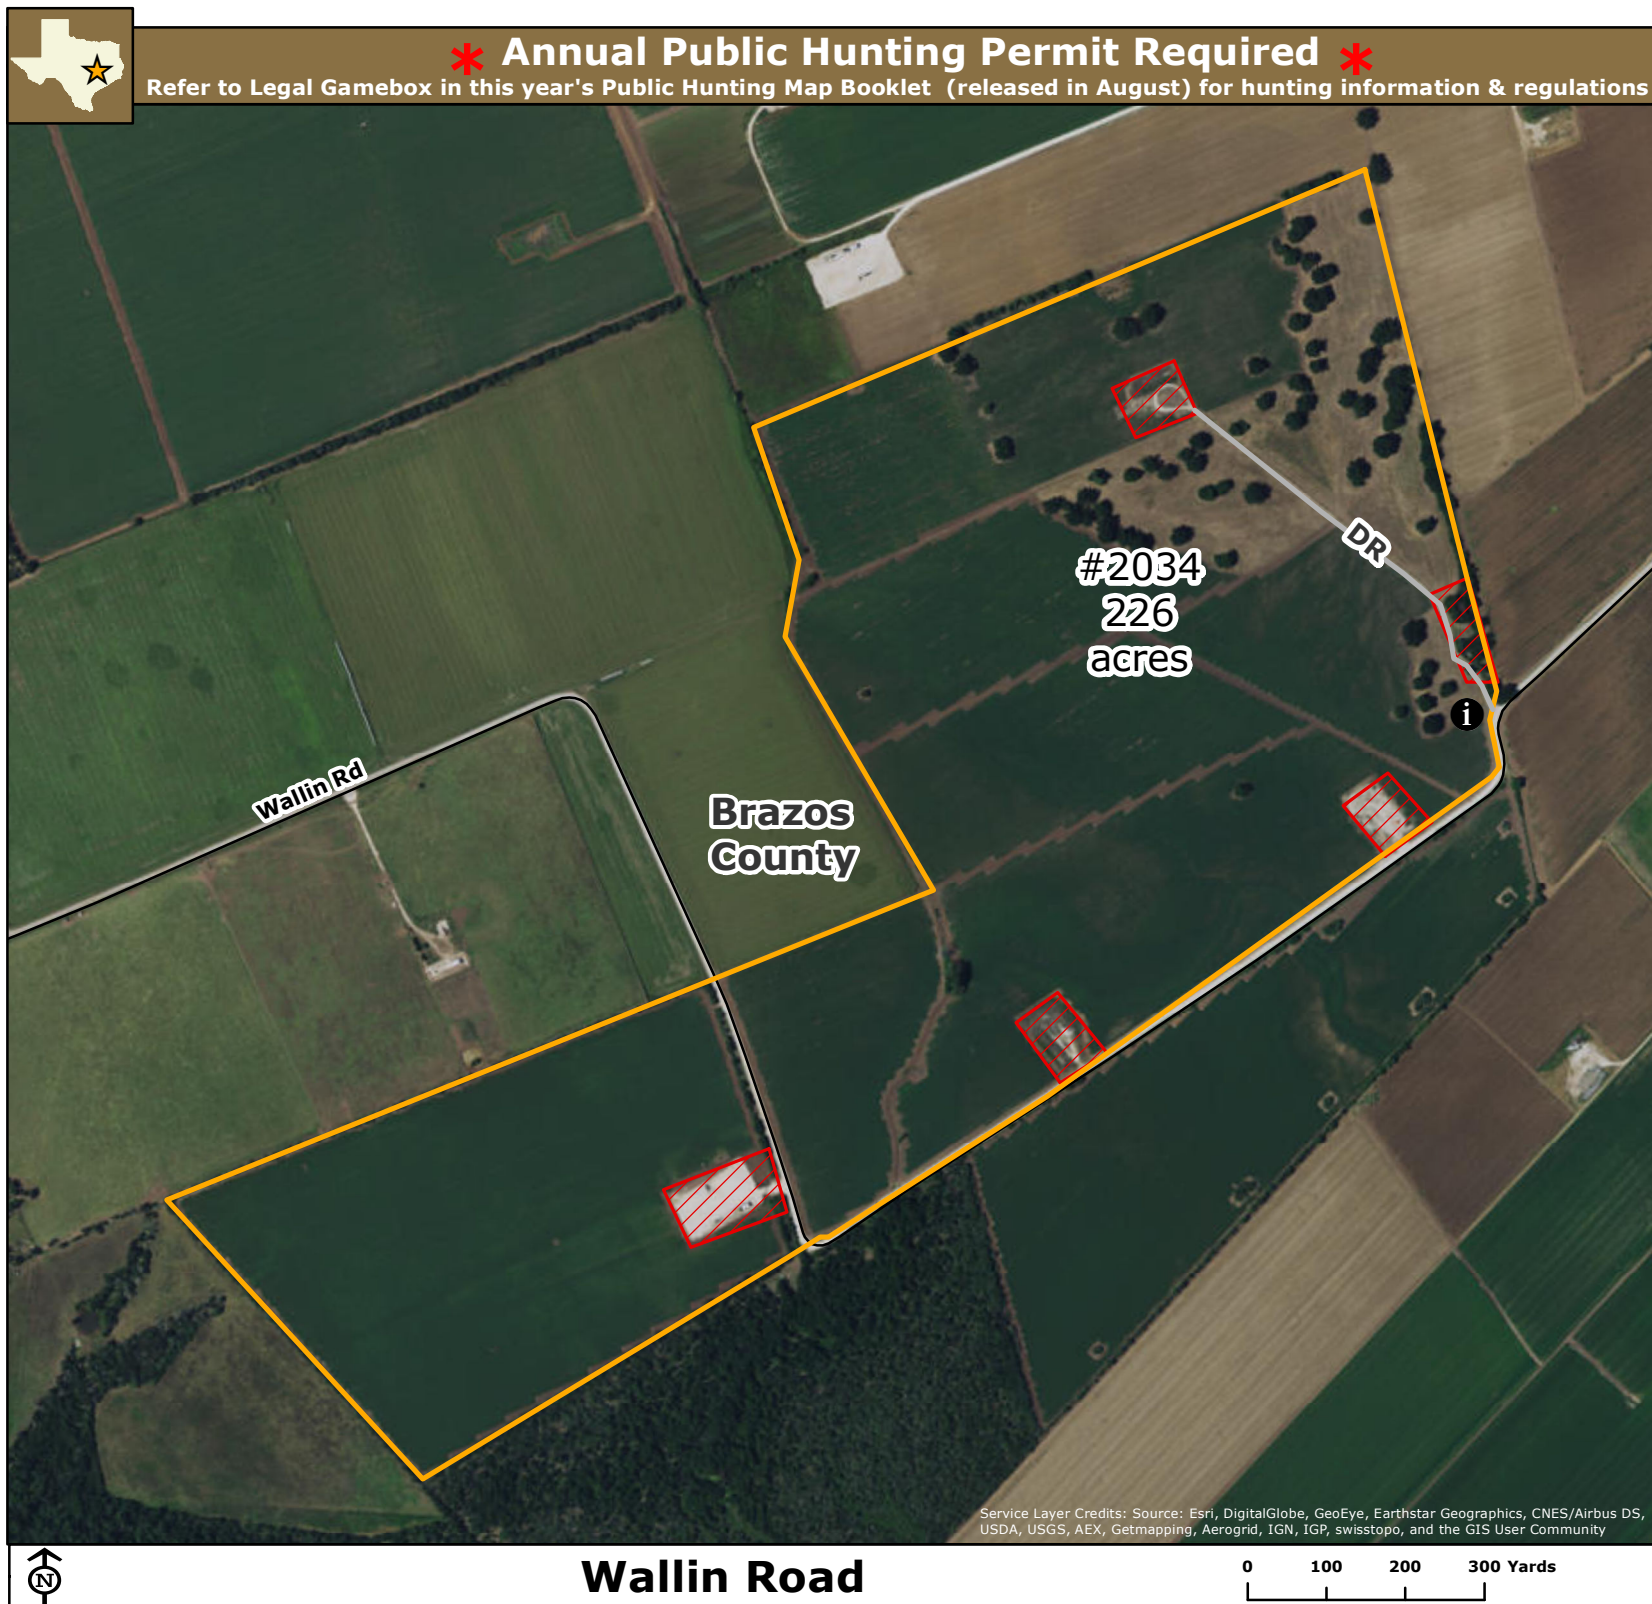 * Annual Public Hunting Permit Required *
Refer to Legal Gamebox in this year's Public Hunting Map Booklet (released in August) for hunting information & regulations
DR
#2034
226
acres
i
Wallin Rd
Brazos
County
Service Layer Credits: Source: Esri, DigitalGlobe, GeoEye, Earthstar Geographics, CNES/Airbus DS,
USDA, USGS, AEX, Getmapping, Aerogrid, IGN, IGP, swisstopo, and the GIS User Community
N
Wallin Road
0 100 200 300 Yards